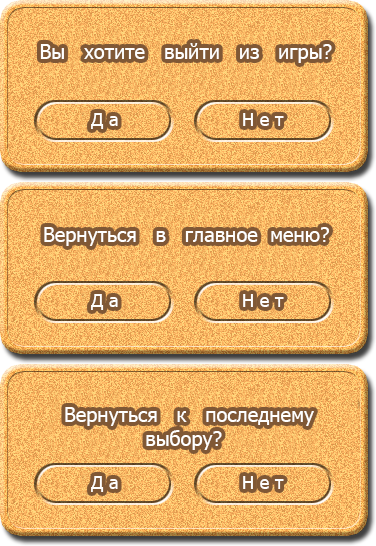 Вы хотите выйти из игры?
Да Нет
Вернуться в главное меню?
Да Нет
Вернуться к последнему
выбору?
Да Нет